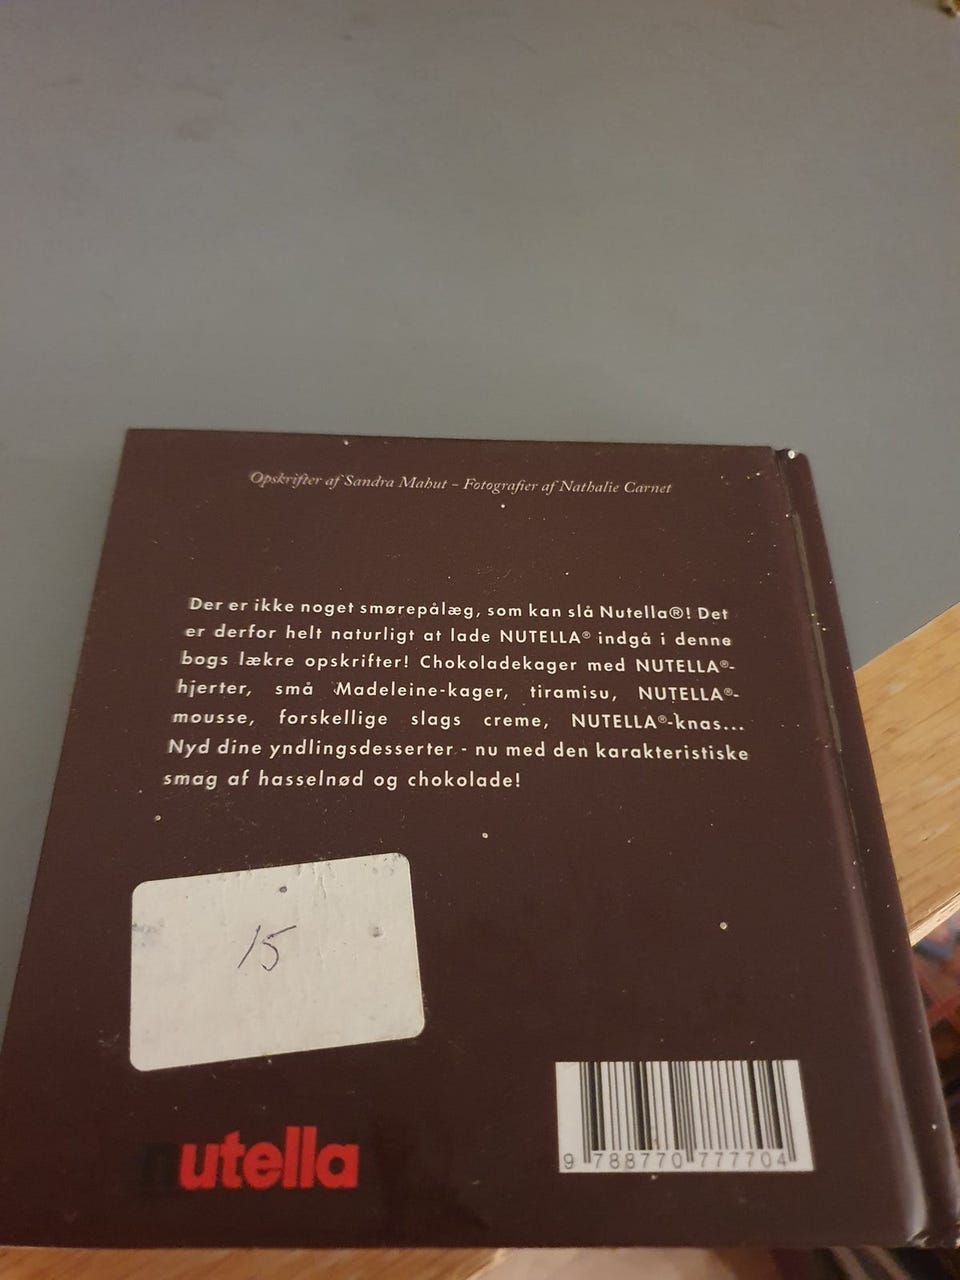 Opskrifter af Sandra Mahut – Fotografier af Nathalie Carnet
Der er ikke noget smørepålæg, som kan slå Nutella®! Det
er derfor helt naturligt at lade NUTELLA® indgå i denne
bogs lækre opskrifter! Chokoladekager med NUTELLA®-
hjerter, små Madeleine-kager, tiramisu, NUTELLA®-
mousse, forskellige slags creme, NUTELLA®-knas...
Nyd dine yndlingsdesserter - nu med den karakteristiske
smag af hasselnød og chokolade!
15
nutella
9 788770 777704